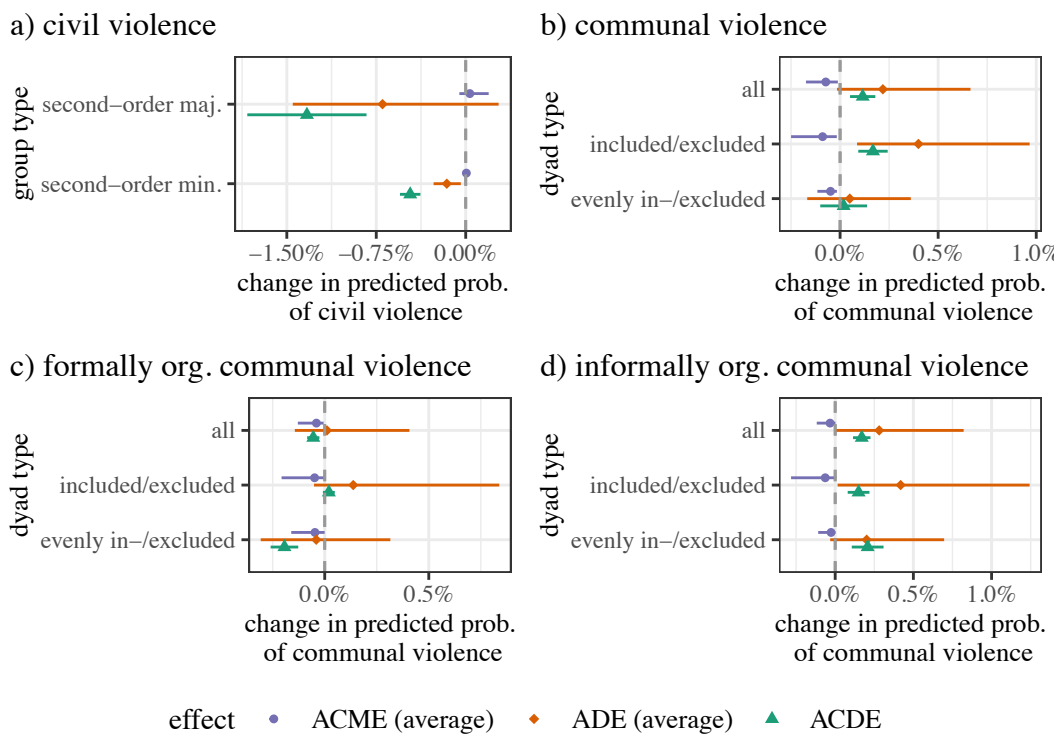 a) civil violence
group type
second−order maj.
second−order min.
−1.50% −0.75% 0.00%
change in predicted prob.
of civil violence
b) communal violence
dyad type
all
included/excluded
evenly in−/excluded
0.0% 0.5% 1.0%
change in predicted prob.
of communal violence
c) formally org. communal violence
dyad type
all
included/excluded
evenly in−/excluded
0.0% 0.5%
change in predicted prob.
of communal violence
d) informally org. communal violence
dyad type
all
included/excluded
evenly in−/excluded
0.0% 0.5% 1.0%
change in predicted prob.
of communal violence
effect ACME (average) ADE (average) ACDE